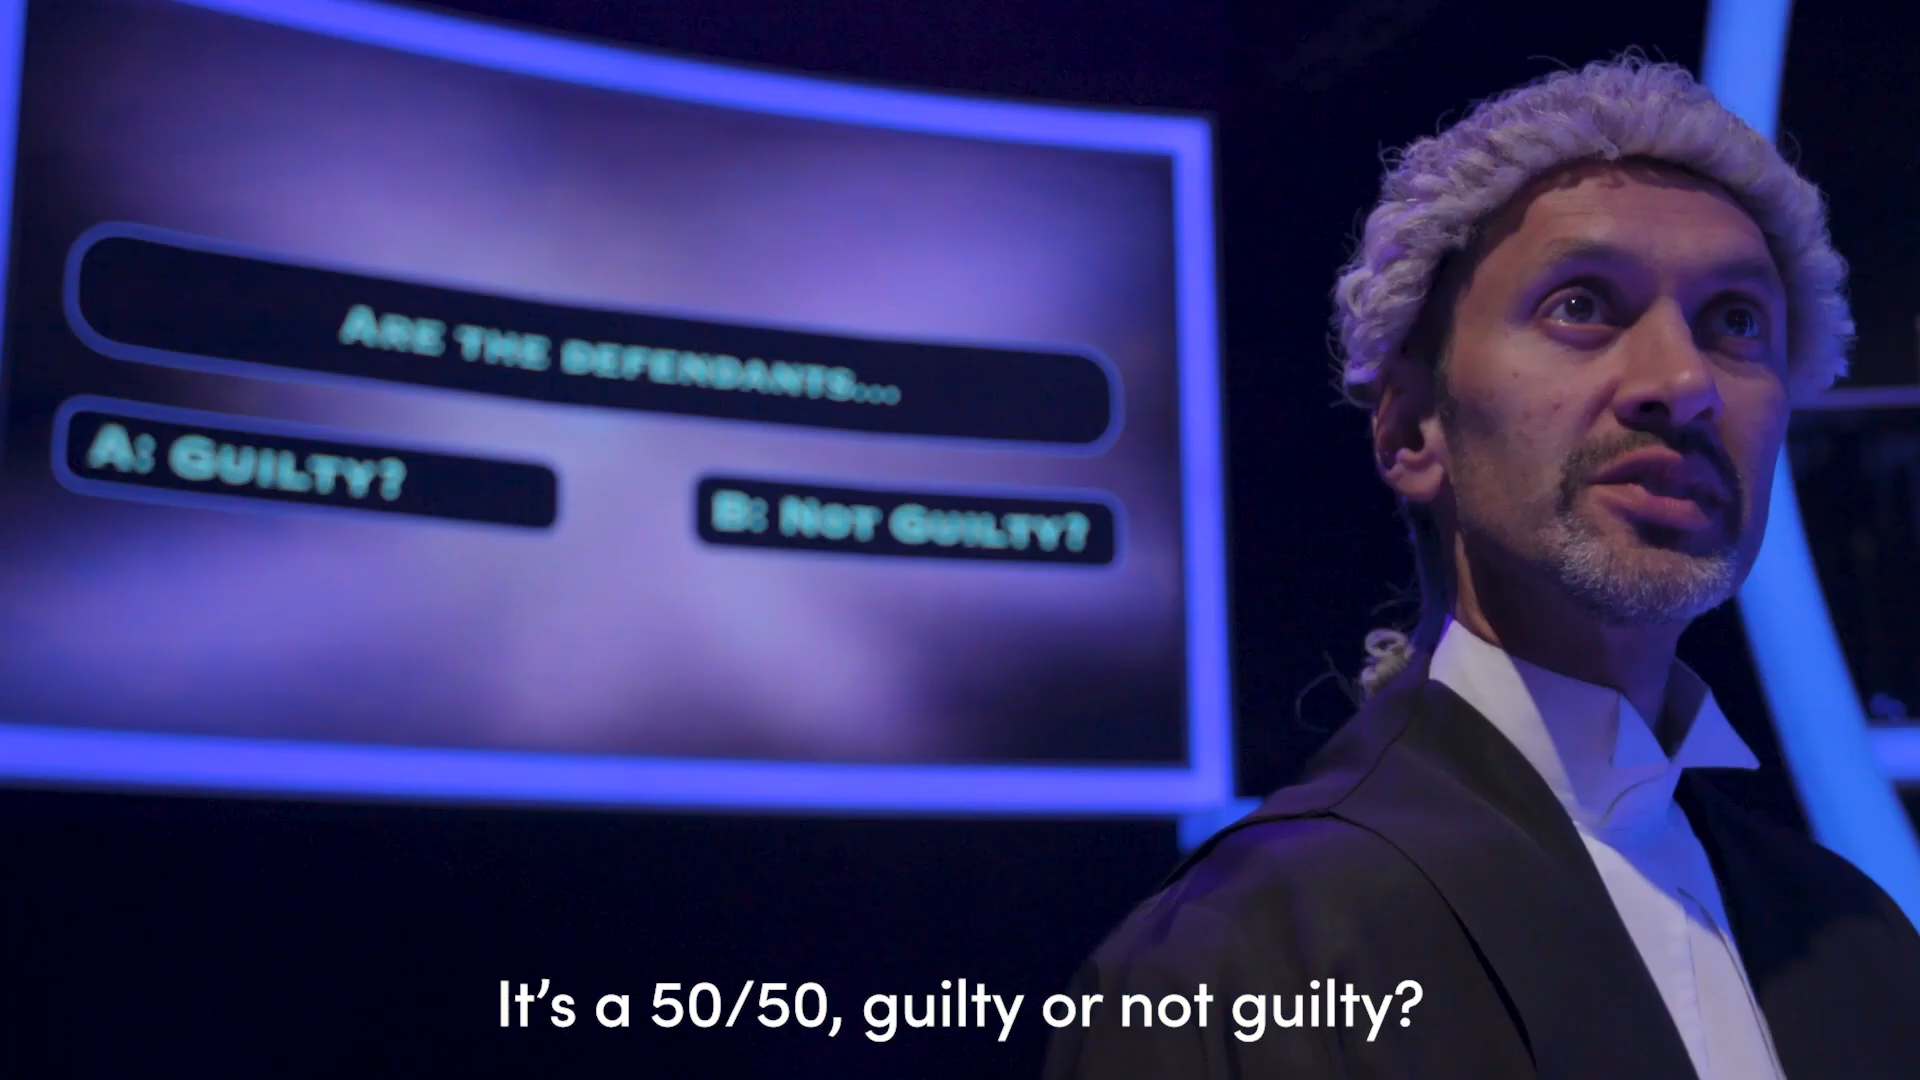 ARE THE DEFENDANTS...
A: GUILTY?
B: NOT GUILTY?
It's a 50/50, guilty or not guilty?